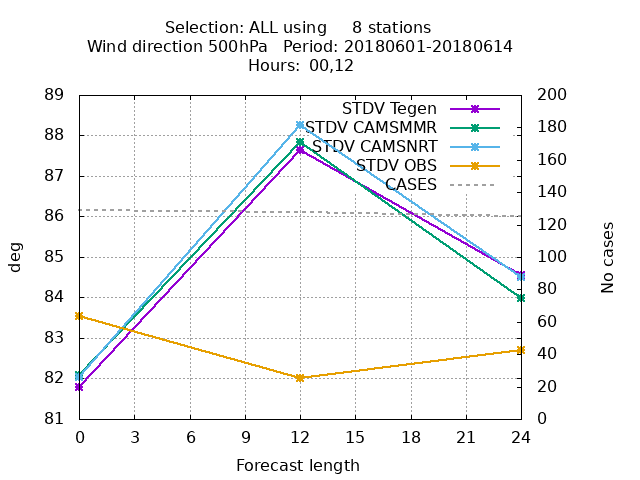 Selection: ALL using     8 stations
Wind direction 500hPa   Period: 20180601-20180614
Hours: 00,12
89
88
87
86
85
84
83
82
81
200
180
160
140
120
100
80
60
40
20
0
STDV Tegen
STDV CAMSMMR
STDV CAMSNRT
STDV OBS
CASES
deg
No cases
0 3 6 9 12 15 18 21 24
Forecast length